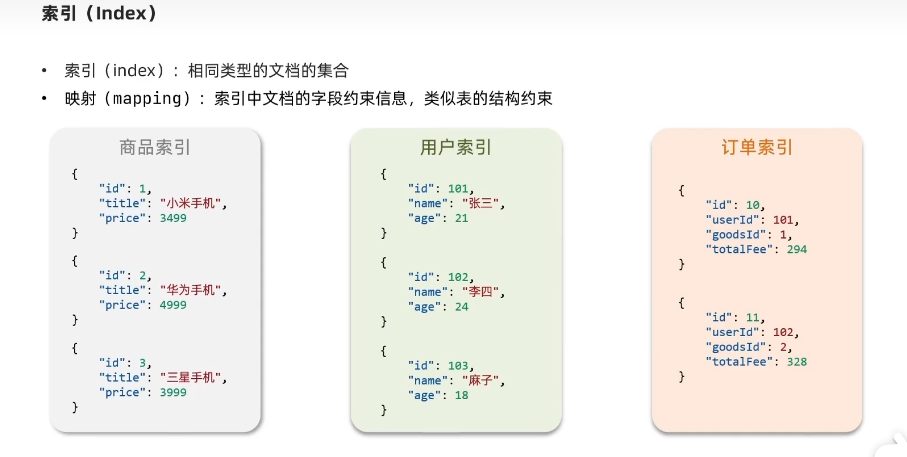 索引（Index）
• 索引（index）：相同类型的文档的集合
• 映射（mapping）：索引中文档的字段约束信息，类似表的结构约束
商品索引
{
"id": 1,
"title": "小米手机",
"price": 3499
}
{
"id": 2,
"title": "华为手机",
"price": 4999
}
{
"id": 3,
"title": "三星手机",
"price": 3999
}
用户索引
{
"id": 101,
"name": "张三",
"age": 21
}
{
"id": 102,
"name": "李四",
"age": 24
}
{
"id": 103,
"name": "麻子",
"age": 18
}
订单索引
{
"id": 10,
"userId": 101,
"goodsId": 1,
"totalFee": 294
}
{
"id": 11,
"userId": 102,
"goodsId": 2,
"totalFee": 328
}